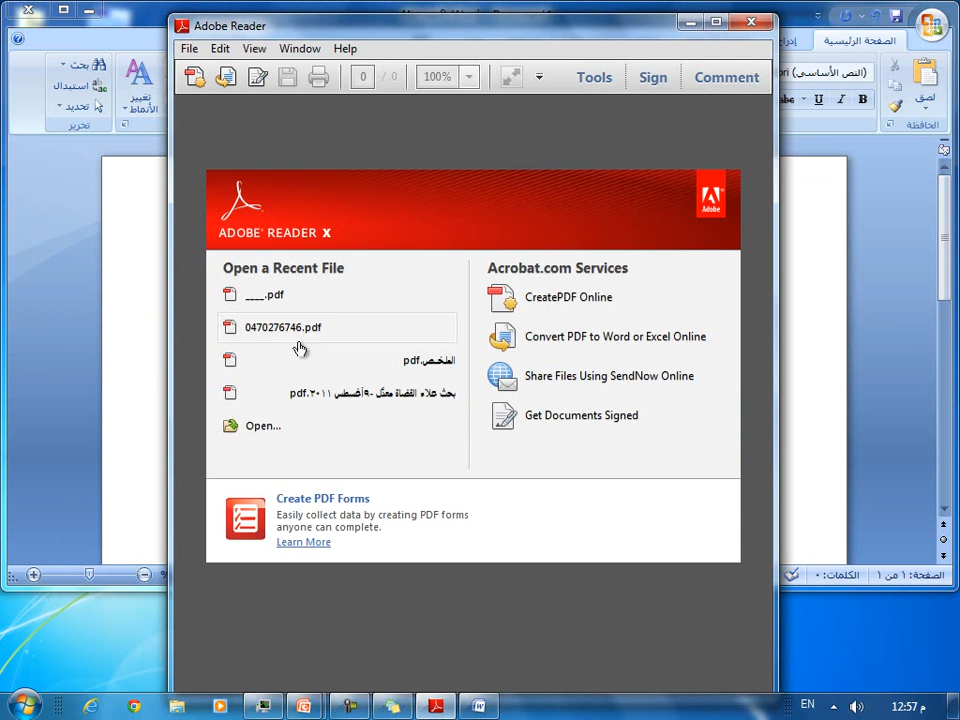 Adobe Reader
File Edit View Window Help
0 / 0 100% Tools Sign Comment
ADOBE® READER X
Adobe
Open a Recent File
____.pdf
0470276746.pdf
الملخـص.pdf
بحث علاء القضاة معدّل -٩أغسطس ٢٠١١.pdf
Open...
Acrobat.com Services
CreatePDF Online
Convert PDF to Word or Excel Online
Share Files Using SendNow Online
Get Documents Signed
Create PDF Forms
Easily collect data by creating PDF forms
anyone can complete.
Learn More
الصفحة الرئيسية
(النص الأساسي)
لصق
الحافظة
U I B
بحث
استبدال
تحديد
تحرير
تغيير
الأنماط
الصفحة: ١ من ١
الكلمات: ٠
EN
12:57 م